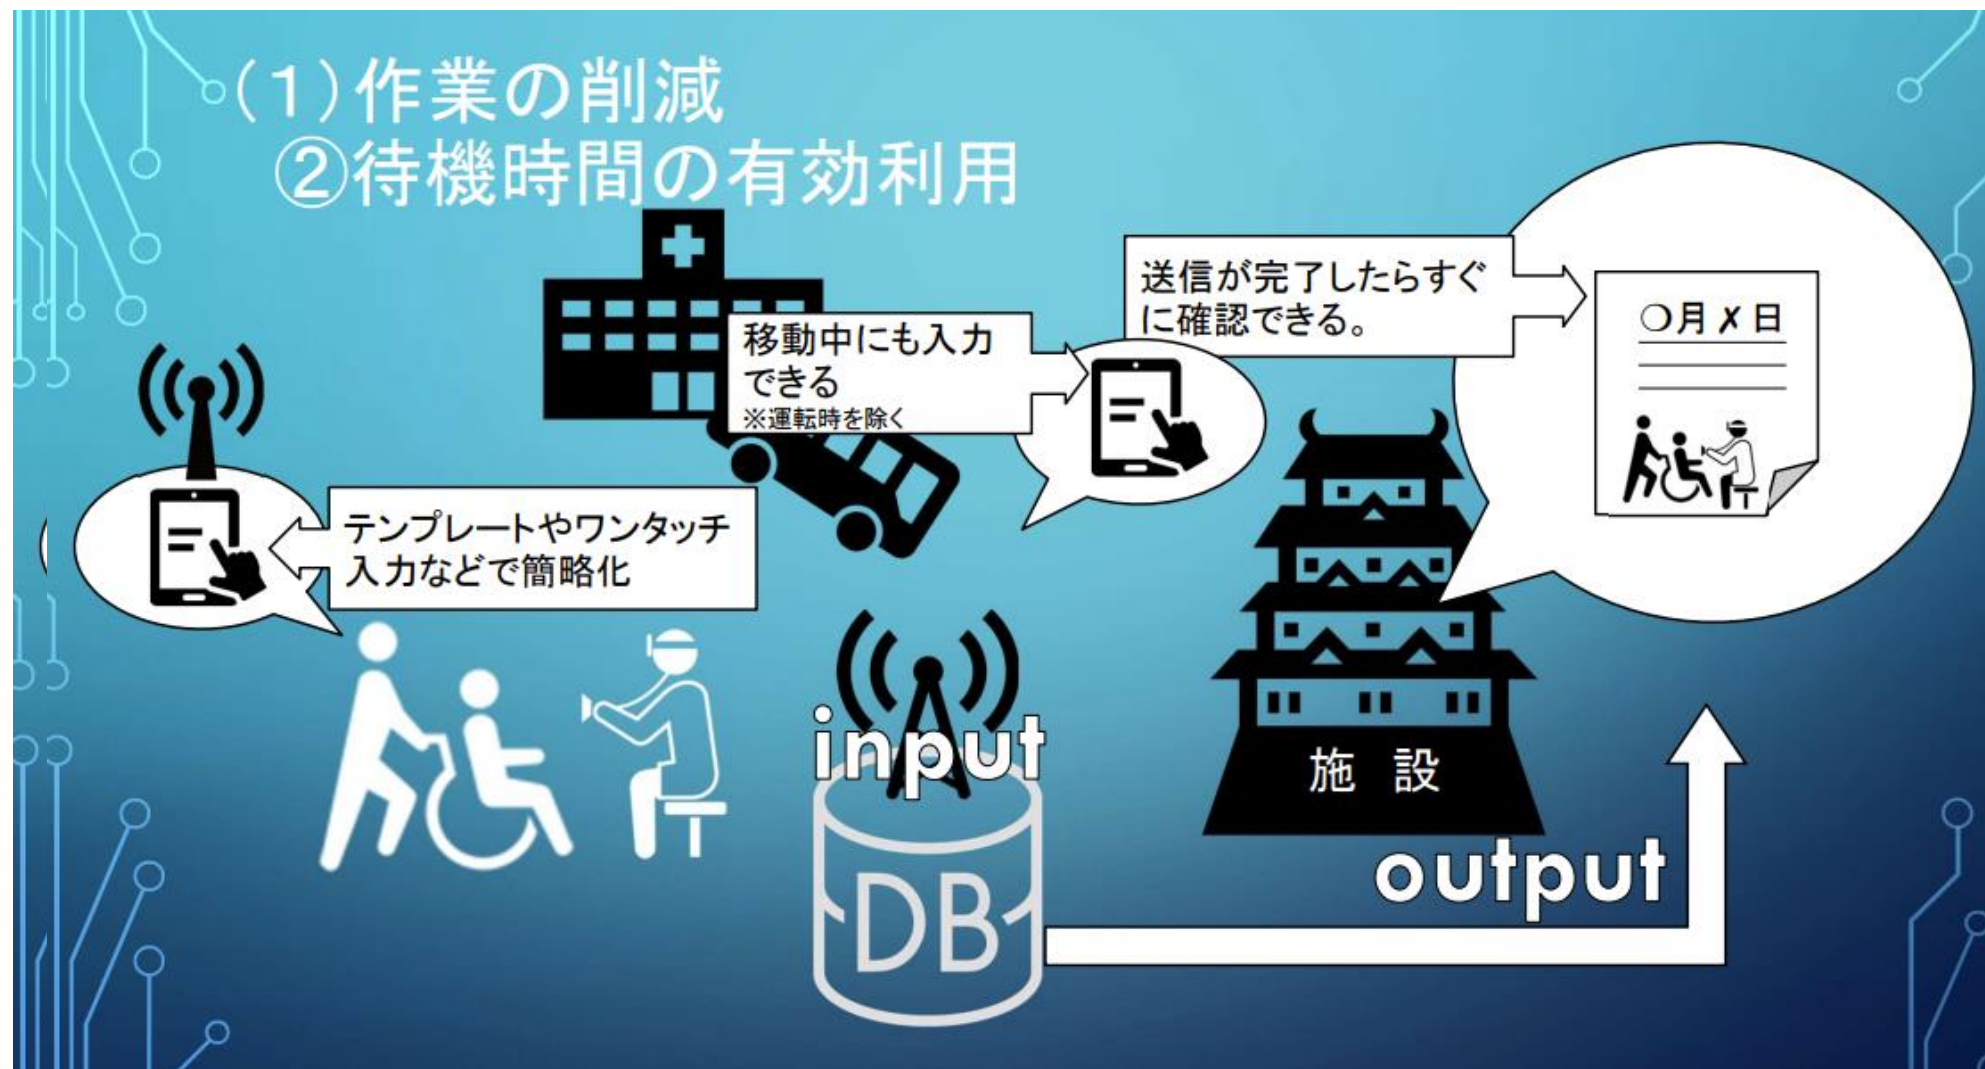 (１)作業の削減
②待機時間の有効利用
送信が完了したらすぐ
に確認できる。
○月✗日
移動中にも入力
できる
※運転時を除く
テンプレートやワンタッチ
入力などで簡略化
input
DB
施 設
output